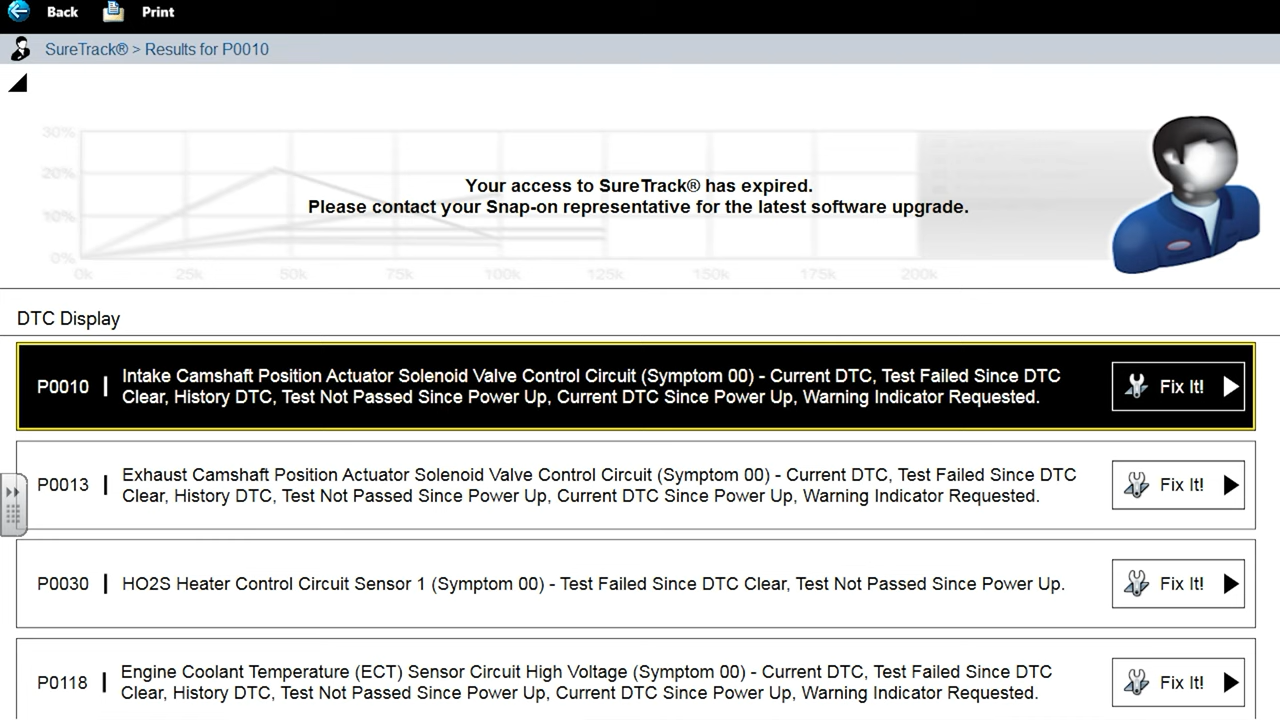 Back Print
SureTrack® > Results for P0010
30%
20%
10%
0%
Your access to SureTrack® has expired.
Please contact your Snap-on representative for the latest software upgrade.
0k 25k 50k 75k 100k 125k 150k 175k 200k
DTC Display
P0010 | Intake Camshaft Position Actuator Solenoid Valve Control Circuit (Symptom 00) - Current DTC, Test Failed Since DTC
Clear, History DTC, Test Not Passed Since Power Up, Current DTC Since Power Up, Warning Indicator Requested.
Fix It!
P0013 | Exhaust Camshaft Position Actuator Solenoid Valve Control Circuit (Symptom 00) - Current DTC, Test Failed Since DTC
Clear, History DTC, Test Not Passed Since Power Up, Current DTC Since Power Up, Warning Indicator Requested.
Fix It!
P0030 | HO2S Heater Control Circuit Sensor 1 (Symptom 00) - Test Failed Since DTC Clear, Test Not Passed Since Power Up.
Fix It!
P0118 | Engine Coolant Temperature (ECT) Sensor Circuit High Voltage (Symptom 00) - Current DTC, Test Failed Since DTC
Clear, History DTC, Test Not Passed Since Power Up, Current DTC Since Power Up, Warning Indicator Requested.
Fix It!